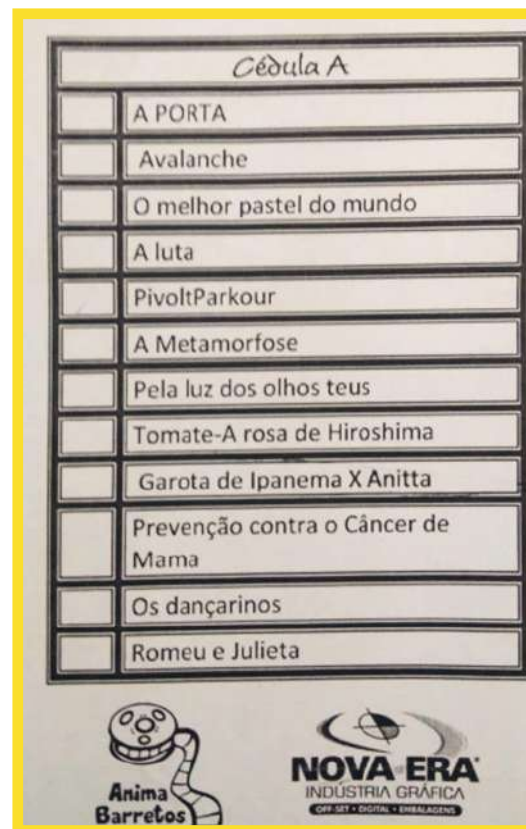 Cédula A
A PORTA
Avalanche
O melhor pastel do mundo
A luta
PivoltParkour
A Metamorfose
Pela luz dos olhos teus
Tomate-A rosa de Hiroshima
Garota de Ipanema X Anitta
Prevenção contra o Câncer de
Mama
Os dançarinos
Romeu e Julieta
Anima
Barretos
NOVA ERA
INDÚSTRIA GRÁFICA
OFF-SET • DIGITAL • EMBALAGENS